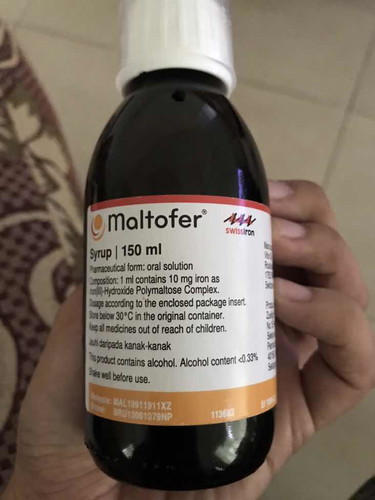 Maltofer®
swissiron
Syrup | 150 ml
Pharmaceutical form: oral solution
Composition: 1 ml contains 10 mg iron as
Iron(III)-Hydroxide Polymaltose Complex.
Dosage according to the enclosed package insert.
Store below 30°C in the original container.
Keep all medicines out of reach of children.
Jauhi daripada kanak-kanak
This product contains alcohol. Alcohol content <0.33%
Shake well before use.
MAL19911911XZ
BRU13061079NP